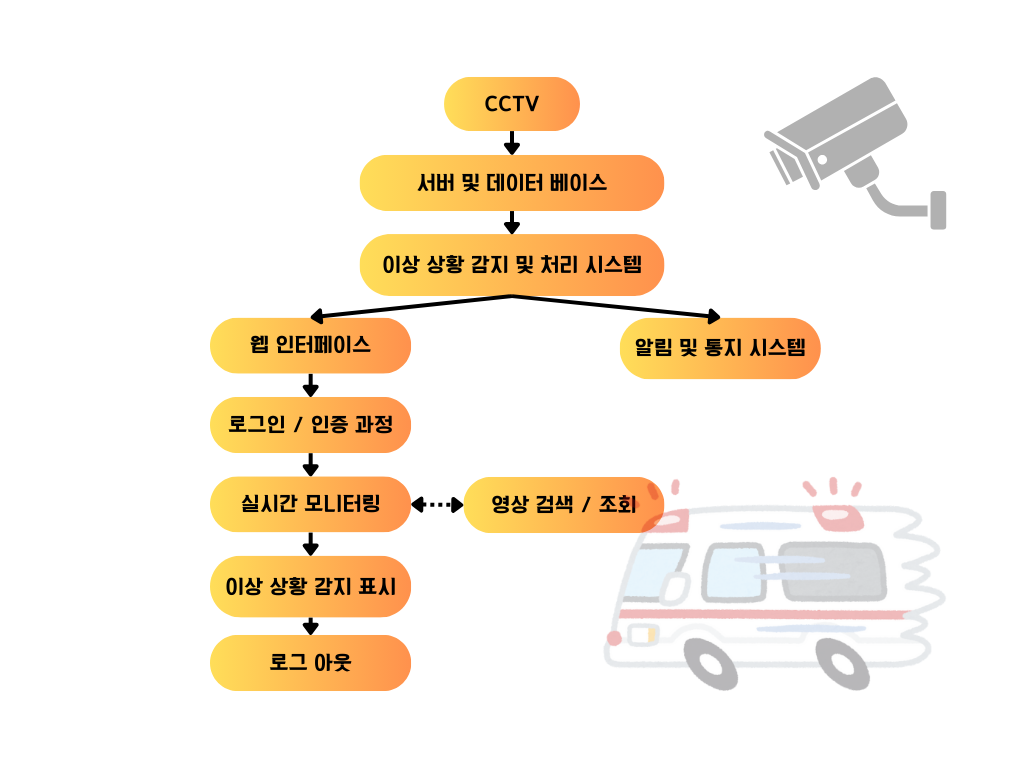 CCTV
서버 및 데이터 베이스
이상 상황 감지 및 처리 시스템
웹 인터페이스
알림 및 통지 시스템
로그인 / 인증 과정
실시간 모니터링
영상 검색 / 조회
이상 상황 감지 표시
로그 아웃